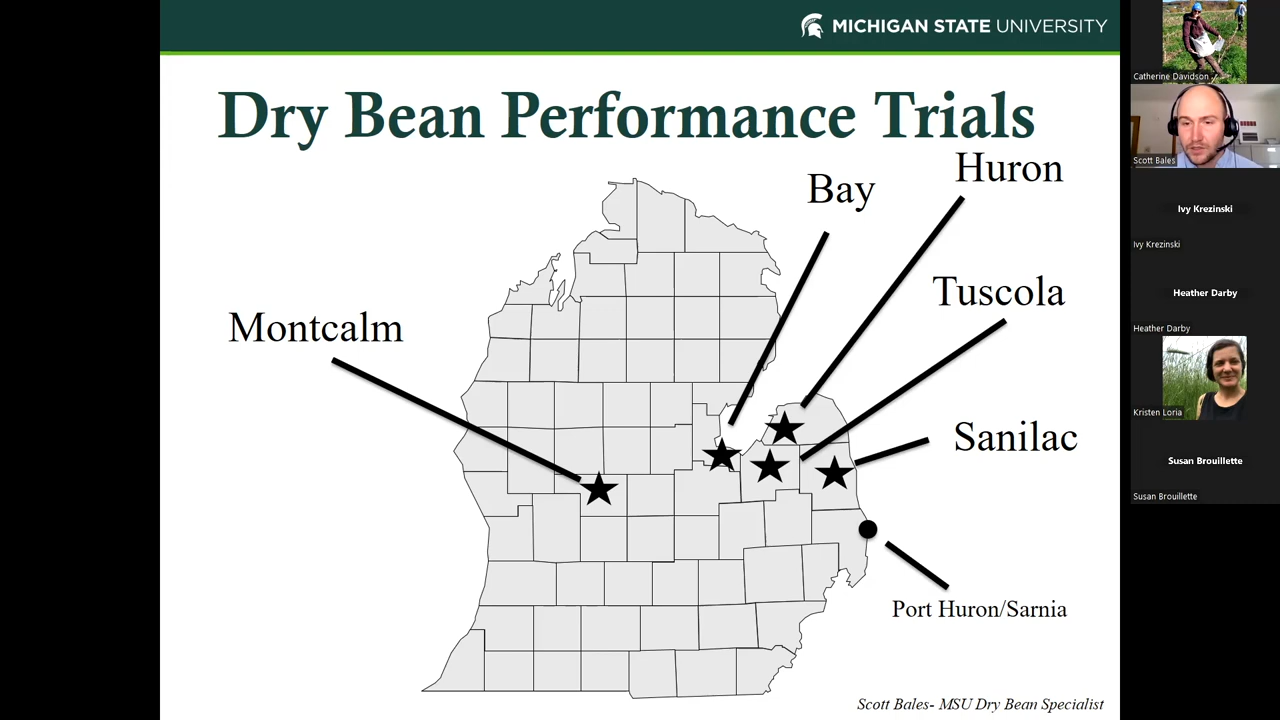 MICHIGAN STATE UNIVERSITY
Dry Bean Performance Trials
Huron
Bay
Tuscola
Montcalm
Sanilac
Port Huron/Sarnia
Scott Bales- MSU Dry Bean Specialist
Catherine Davidson
Scott Bales
Ivy Krezinski
Ivy Krezinski
Heather Darby
Heather Darby
Kristen Loria
Susan Brouillette
Susan Brouillette